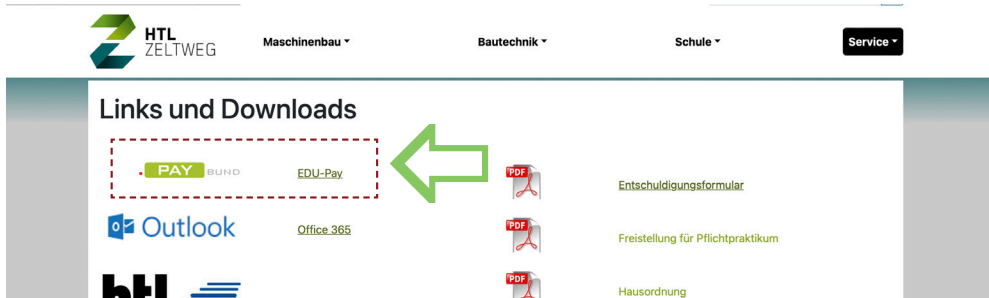 HTL
ZELTWEG
Maschinenbau
Bautechnik
Schule
Service
Links und Downloads
PAY BUND
EDU-Pay
PDF
Entschuldigungsformular
Outlook
Office 365
PDF
Freistellung für Pflichtpraktikum
htl
PDF
Hausordnung